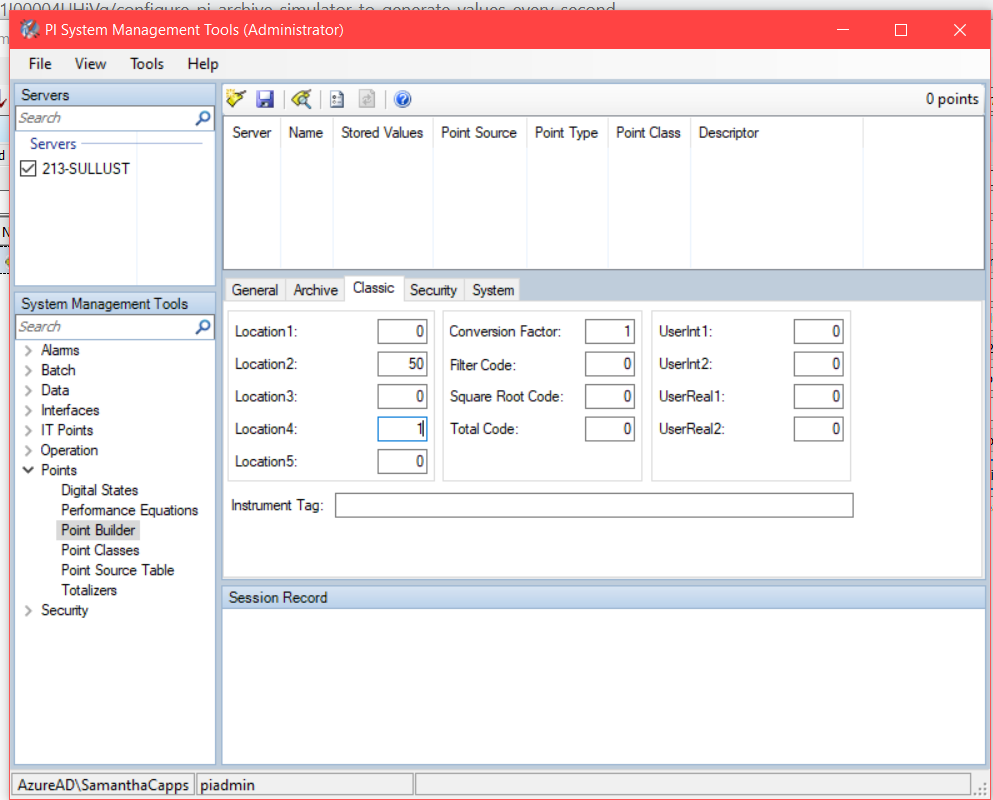 1I00004UHiVg/configure-pi-archive-simulator-to-generate-values-every-second
PI System Management Tools (Administrator)
File View Tools Help
Servers
Search
Servers
213-SULLUST
0 points
Server Name Stored Values Point Source Point Type Point Class Descriptor
System Management Tools
Search
Alarms
Batch
Data
Interfaces
IT Points
Operation
Points
Digital States
Performance Equations
Point Builder
Point Classes
Point Source Table
Totalizers
Security
General Archive Classic Security System
Location1: 0 Conversion Factor: 1 UserInt1: 0
Location2: 50 Filter Code: 0 UserInt2: 0
Location3: 0 Square Root Code: 0 UserReal1: 0
Location4: 1 Total Code: 0 UserReal2: 0
Location5: 0
Instrument Tag:
Session Record
AzureAD\SamanthaCapps piadmin